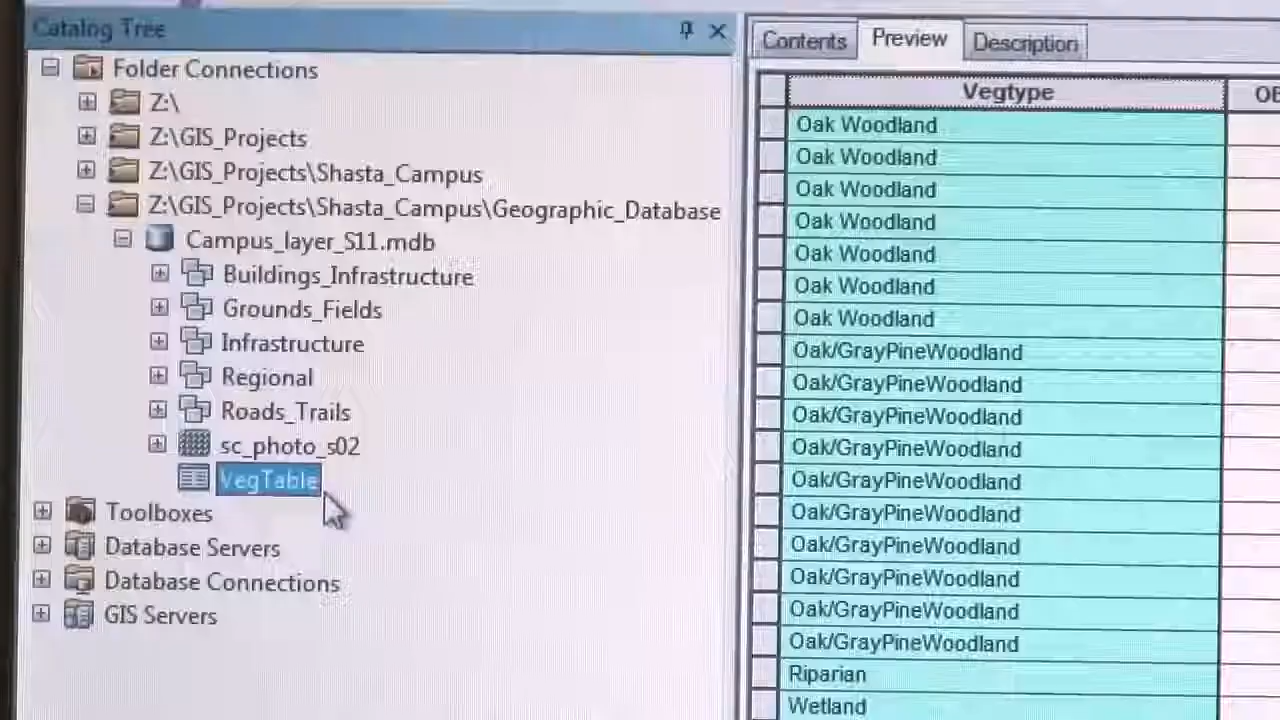 Catalog Tree
Folder Connections
Z:\
Z:\GIS_Projects
Z:\GIS_Projects\Shasta_Campus
Z:\GIS_Projects\Shasta_Campus\Geographic_Database
Campus_layer_S11.mdb
Buildings_Infrastructure
Grounds_Fields
Infrastructure
Regional
Roads_Trails
sc_photo_s02
VegTable
Toolboxes
Database Servers
Database Connections
GIS Servers
Contents Preview Description
Vegtype
Oak Woodland
Oak Woodland
Oak Woodland
Oak Woodland
Oak Woodland
Oak Woodland
Oak Woodland
Oak/GrayPineWoodland
Oak/GrayPineWoodland
Oak/GrayPineWoodland
Oak/GrayPineWoodland
Oak/GrayPineWoodland
Oak/GrayPineWoodland
Oak/GrayPineWoodland
Oak/GrayPineWoodland
Oak/GrayPineWoodland
Oak/GrayPineWoodland
Riparian
Wetland